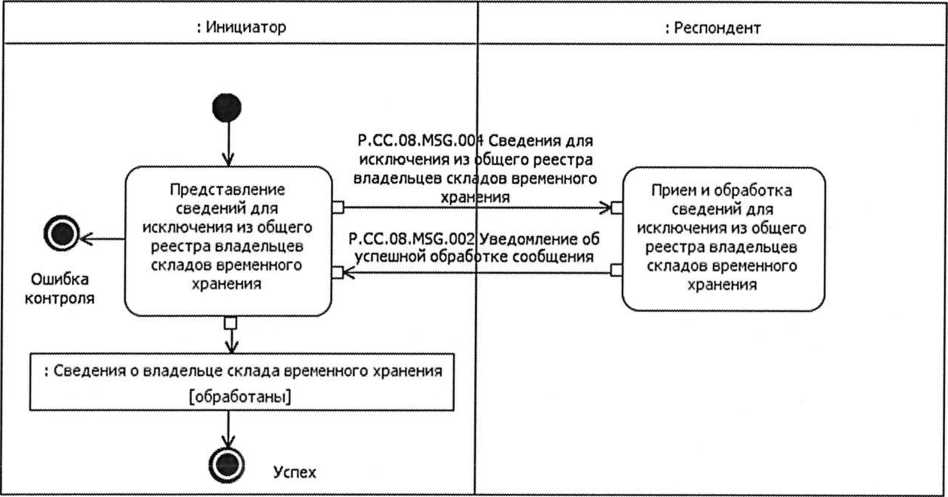 : Инициатор
: Респондент
P.CC.08.MSG.004 Сведения для
исключения из общего реестра
владельцев складов временного
хранения
Представление
сведений для
исключения из общего
реестра владельцев
складов временного
хранения
Прием и обработка
сведений для
исключения из общего
реестра владельцев
складов временного
хранения
P.CC.08.MSG.002 Уведомление об
успешной обработке сообщения
Ошибка
контроля
: Сведения о владельце склада временного хранения
[обработаны]
Успех